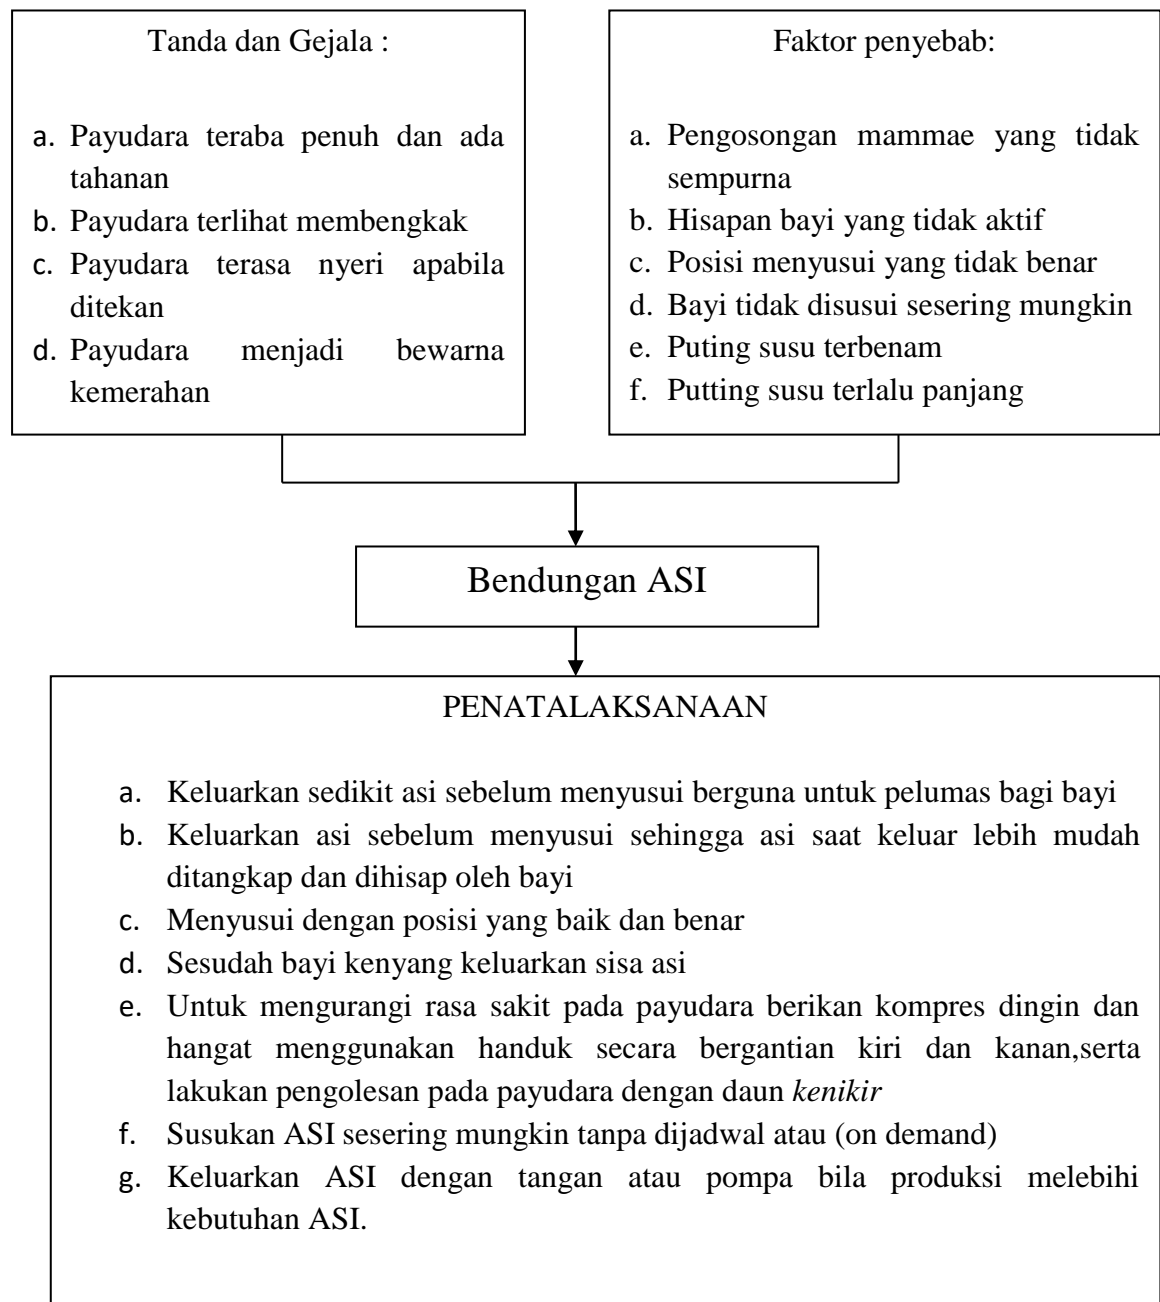 Tanda dan Gejala :
a. Payudara teraba penuh dan ada
tahanan
b. Payudara terlihat membengkak
c. Payudara terasa nyeri apabila
ditekan
d. Payudara menjadi bewarna
kemerahan
Faktor penyebab:
a. Pengosongan mammae yang tidak
sempurna
b. Hisapan bayi yang tidak aktif
c. Posisi menyusui yang tidak benar
d. Bayi tidak disusui sesering mungkin
e. Puting susu terbenam
f. Putting susu terlalu panjang
Bendungan ASI
PENATALAKSANAAN
a. Keluarkan sedikit asi sebelum menyusui berguna untuk pelumas bagi bayi
b. Keluarkan asi sebelum menyusui sehingga asi saat keluar lebih mudah
ditangkap dan dihisap oleh bayi
c. Menyusui dengan posisi yang baik dan benar
d. Sesudah bayi kenyang keluarkan sisa asi
e. Untuk mengurangi rasa sakit pada payudara berikan kompres dingin dan
hangat menggunakan handuk secara bergantian kiri dan kanan,serta
lakukan pengolesan pada payudara dengan daun kenikir
f. Susukan ASI sesering mungkin tanpa dijadwal atau (on demand)
g. Keluarkan ASI dengan tangan atau pompa bila produksi melebihi
kebutuhan ASI.